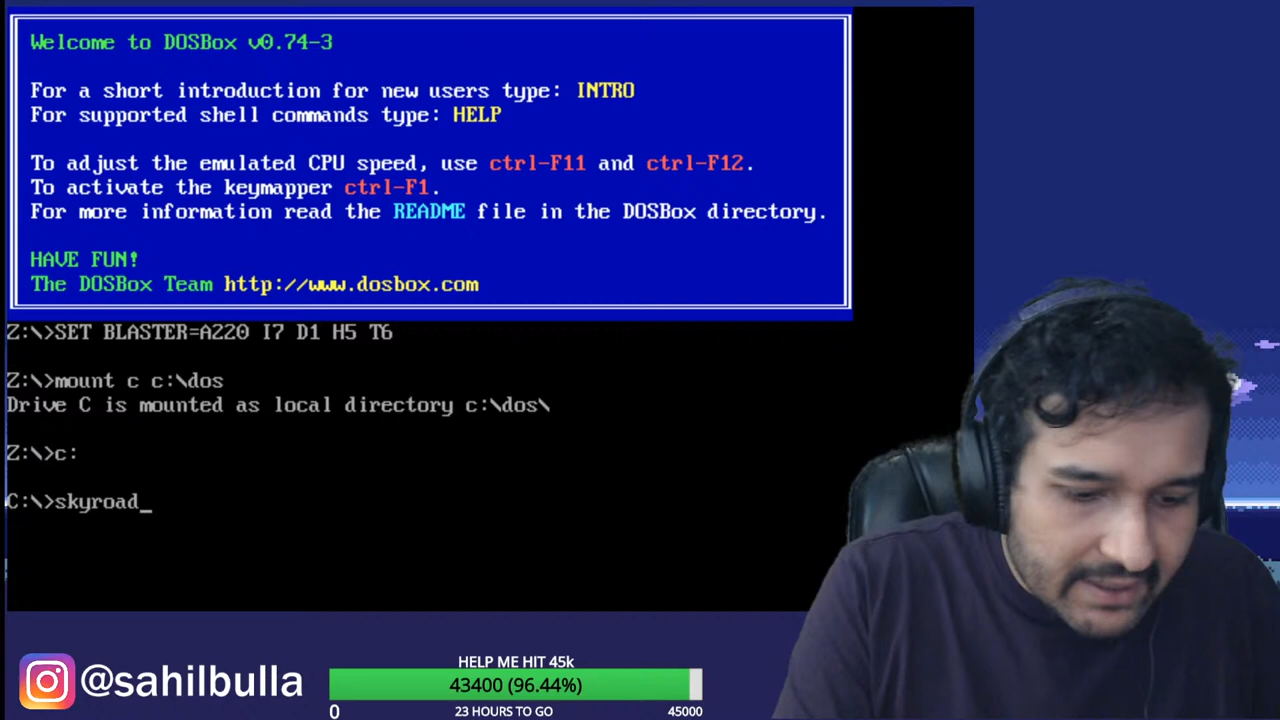 Welcome to DOSBox v0.74-3
For a short introduction for new users type: INTRO
For supported shell commands type: HELP
To adjust the emulated CPU speed, use ctrl-F11 and ctrl-F12.
To activate the keymapper ctrl-F1.
For more information read the README file in the DOSBox directory.
HAVE FUN!
The DOSBox Team http://www.dosbox.com
Z:\>SET BLASTER=A220 I7 D1 H5 T6
Z:\>mount c c:\dos
Drive C is mounted as local directory c:\dos\
Z:\>c:
C:\>skyroad_
@sahilbulla
HELP ME HIT 45k
43400 (96.44%)
0 23 HOURS TO GO 45000